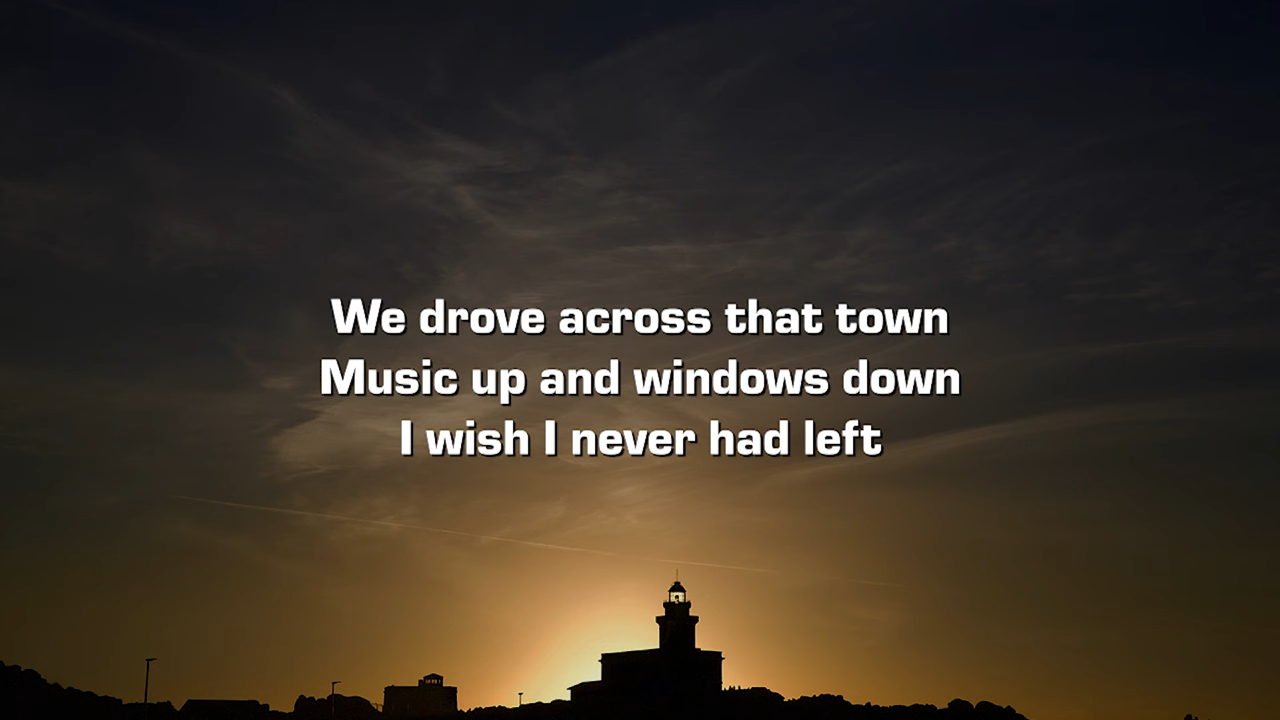 We drove across that town
Music up and windows down
I wish I never had left